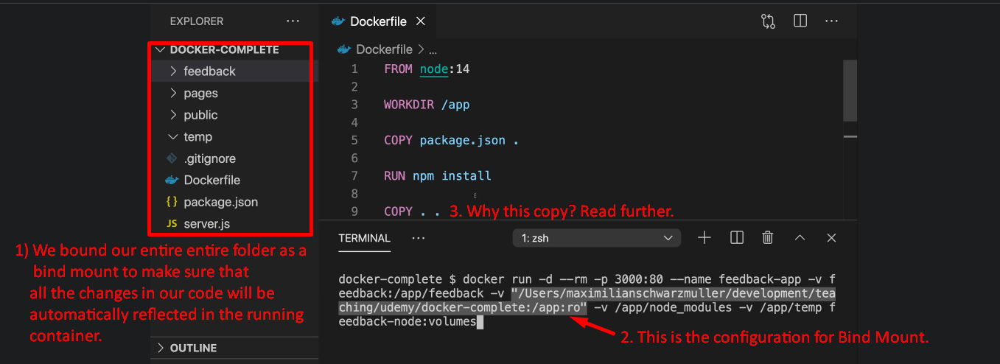 EXPLORER
DOCKER-COMPLETE
feedback
pages
public
temp
.gitignore
Dockerfile
{} package.json
JS server.js
1) We bound our entire entire folder as a
bind mount to make sure that
all the changes in our code will be
automatically reflected in the running
container.
OUTLINE
Dockerfile
Dockerfile > ...
1 FROM node:14
2
3 WORKDIR /app
4
5 COPY package.json .
6
7 RUN npm install
8
9 COPY . . 3. Why this copy? Read further.
TERMINAL
1: zsh
docker-complete $ docker run -d --rm -p 3000:80 --name feedback-app -v f
eedback:/app/feedback -v "/Users/maximilianschwarzmuller/development/tea
ching/udemy/docker-complete:/app:ro" -v /app/node_modules -v /app/temp f
eedback-node:volumes
2. This is the configuration for Bind Mount.